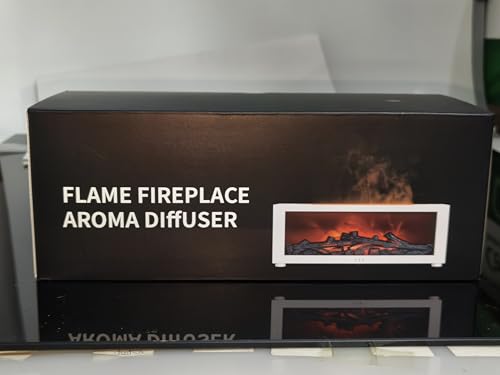 FLAME FIREPLACE
AROMA DIffUSER